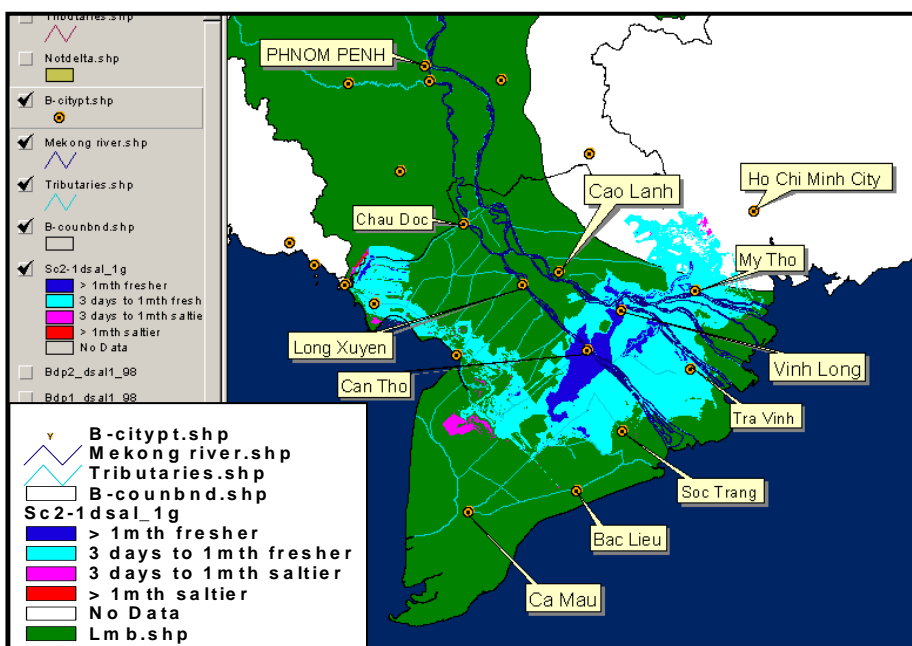 Tributaries.shp
Notdelta.shp
B-citypt.shp
Mekong river.shp
Tributaries.shp
B-counbnd.shp
Sc2-1dsal_1g
> 1mth fresher
3 days to 1mth fresh
3 days to 1mth saltie
> 1mth saltier
No Data
Bdp2_dsal1_98
Bdp1_dsal1_98
B-citypt.shp
Mekong river.shp
Tributaries.shp
B-counbnd.shp
Sc2-1dsal_1g
> 1mth fresher
3 days to 1mth fresher
3 days to 1mth saltier
> 1mth saltier
No Data
Lmb.shp
PHNOM PENH
Ho Chi Minh City
Cao Lanh
Chau Doc
My Tho
Long Xuyen
Vinh Long
Can Tho
Tra Vinh
Soc Trang
Bac Lieu
Ca Mau